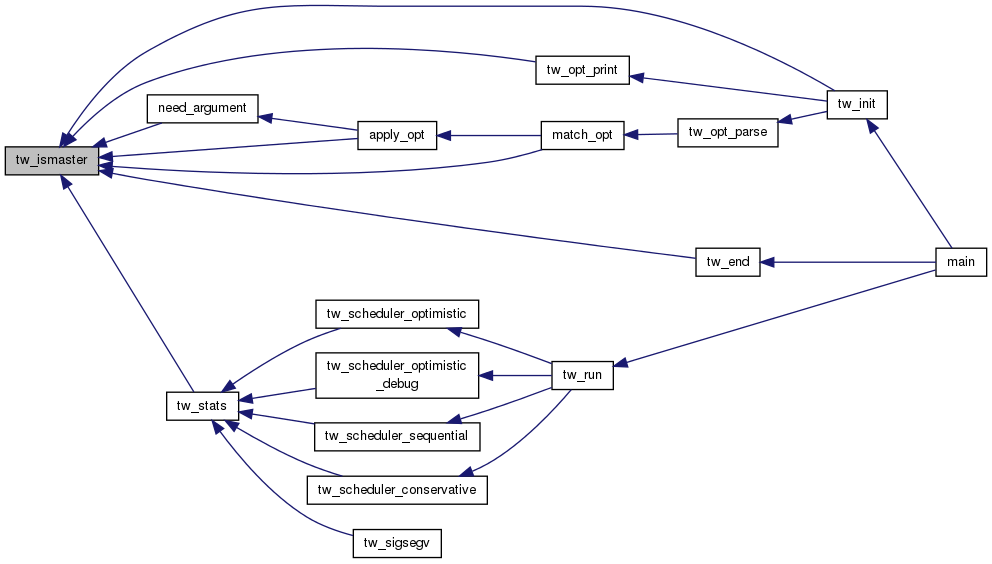 tw_opt_print
tw_init
need_argument
apply_opt
match_opt
tw_opt_parse
tw_ismaster
tw_end
main
tw_scheduler_optimistic
tw_scheduler_optimistic
_debug
tw_run
tw_stats
tw_scheduler_sequential
tw_scheduler_conservative
tw_sigsegv